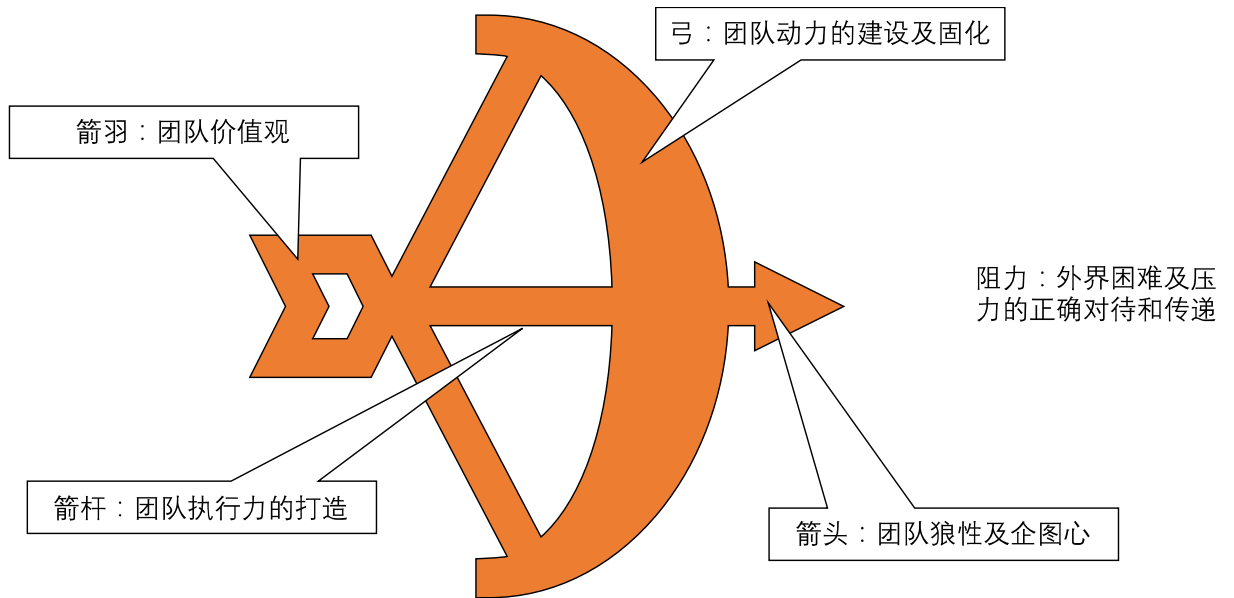 弓：团队动力的建设及固化
箭羽：团队价值观
阻力：外界困难及压
力的正确对待和传递
箭杆：团队执行力的打造
箭头：团队狼性及企图心